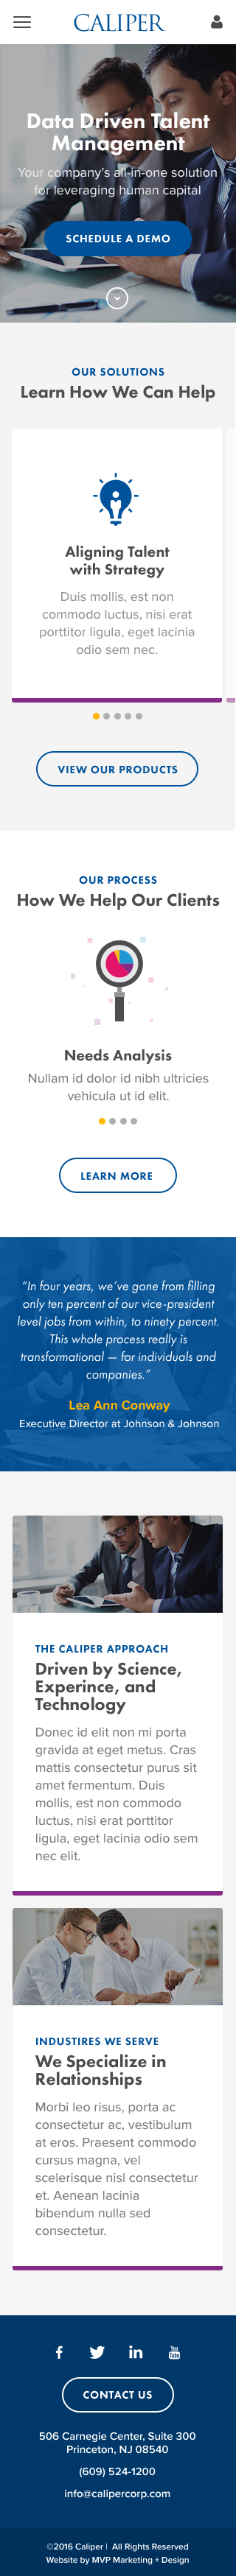 CALIPER
Data Driven Talent
Management
Your company's all-in-one solution
for leveraging human capital
SCHEDULE A DEMO
OUR SOLUTIONS
Learn How We Can Help
Aligning Talent
with Strategy
Duis mollis, est non
commodo luctus, nisi erat
porttitor ligula, eget lacinia
odio sem nec.
VIEW OUR PRODUCTS
OUR PROCESS
How We Help Our Clients
Needs Analysis
Nullam id dolor id nibh ultricies
vehicula ut id elit.
LEARN MORE
“In four years, we’ve gone from filling
only ten percent of our vice-president
level jobs from within, to ninety percent.
This whole process really is
transformational — for individuals and
companies.”
Lea Ann Conway
Executive Director at Johnson & Johnson
THE CALIPER APPROACH
Driven by Science,
Experince, and
Technology
Donec id elit non mi porta
gravida at eget metus. Cras
mattis consectetur purus sit
amet fermentum. Duis
mollis, est non commodo
luctus, nisi erat porttitor
ligula, eget lacinia odio sem
nec elit.
INDUSTIRES WE SERVE
We Specialize in
Relationships
Morbi leo risus, porta ac
consectetur ac, vestibulum
at eros. Praesent commodo
cursus magna, vel
scelerisque nisl consectetur
et. Aenean lacinia
bibendum nulla sed
consectetur.
You Tube
CONTACT US
506 Carnegie Center, Suite 300
Princeton, NJ 08540
(609) 524-1200
info@calipercorp.com
©2016 Caliper | All Rights Reserved
Website by MVP Marketing + Design